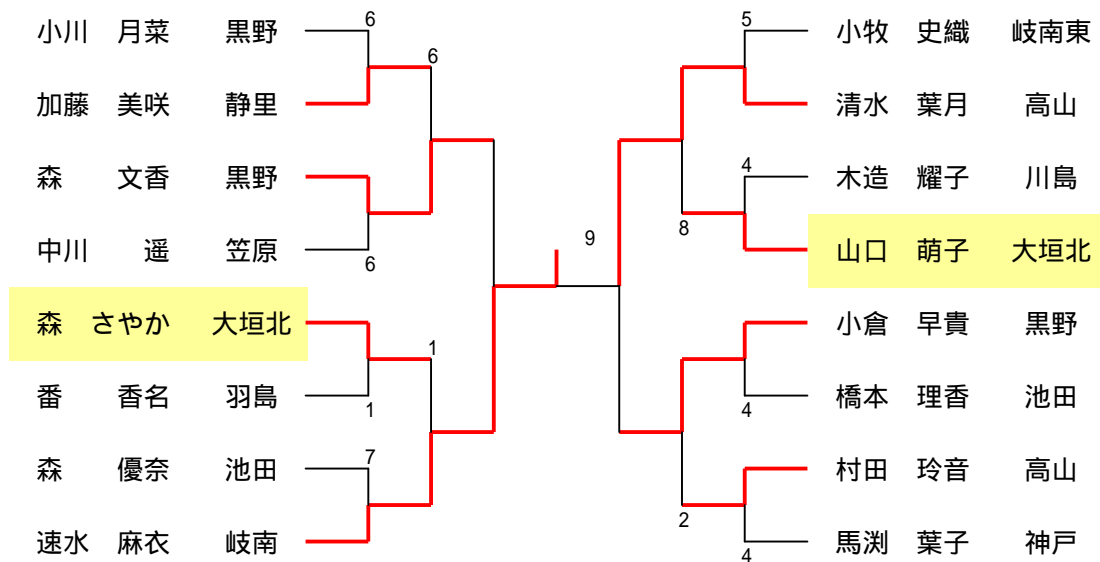 小川 月菜 黒野
加藤 美咲 静里
森 文香 黒野
中川 遥 笠原
森 さやか 大垣北
番 香名 羽島
森 優奈 池田
速水 麻衣 岐南
6
6
6
1
1
7
9
5
4
8
4
2
4
小牧 史織 岐南東
清水 葉月 高山
木造 耀子 川島
山口 萌子 大垣北
小倉 早貴 黒野
橋本 理香 池田
村田 玲音 高山
馬渕 葉子 神戸